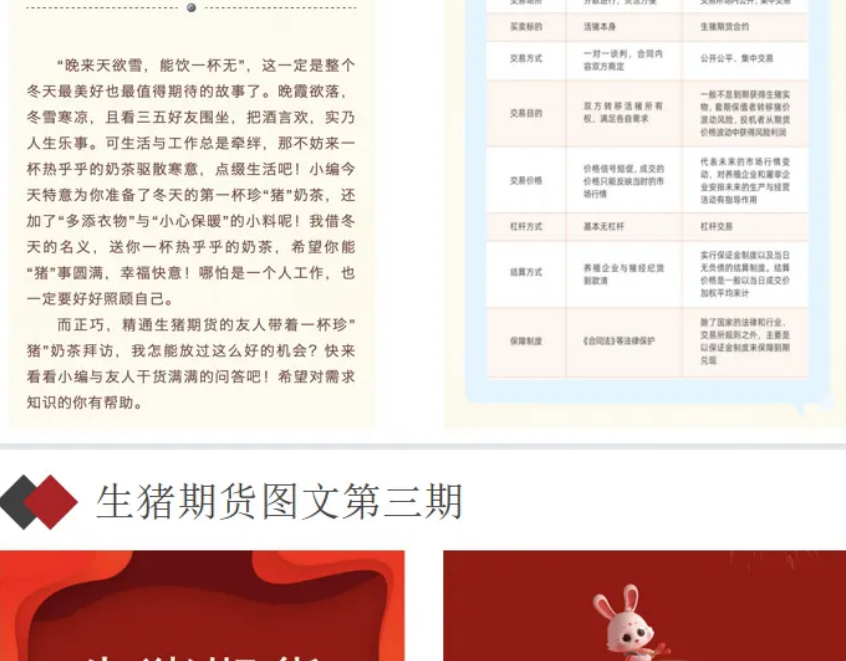 “晚来天欲雪，能饮一杯无”，这一定是整个
冬天最美好也最值得期待的故事了。晚霞欲落，
冬雪寒凉，且看三五好友围坐，把酒言欢，实乃
人生乐事。可生活与工作总是牵绊，那不妨来一
杯热乎乎的奶茶驱散寒意，点缀生活吧！小编今
天特意为你准备了冬天的第一杯珍“猪”奶茶，还
加了“多添衣物”与“小心保暖”的小料呢！我借冬
天的名义，送你一杯热乎乎的奶茶，希望你能
“猪”事圆满，幸福快意！哪怕是一个人工作，也
一定要好好照顾自己。
而正巧，精通生猪期货的友人带着一杯珍”
猪”奶茶拜访，我怎能放过这么好的机会？快来
看看小编与友人干货满满的问答吧！希望对需求
知识的你有帮助。
买卖标的 活猪本身 生猪期货合约
交易方式 一对一谈判，合同内
容双方商定 公开公平、集中交易
交易目的 双方转移活猪所有
权，满足各自需求 一般不是到期获得生猪实
物，套期保值者转移猪价
波动风险，投机者从期货
价格波动中获得风险利润
交易价格 价格信号短促，成交的
价格只能反映当时的市
场行情 代表未来的市场行情变
动，对养殖企业和屠宰企
业安排未来的生产与经营
活动有指导作用
杠杆方式 基本无杠杆 杠杆交易
结算方式 养殖企业与猪经纪货
到款清 实行保证金制度以及当日
无负债的结算制度。结算
价格是一般以当日成交价
加权平均来计
保障制度 《合同法》等法律保护 除了国家的法律和行业、
交易所规则之外，主要是
以保证金制度来保障到期
兑现
生猪期货图文第三期